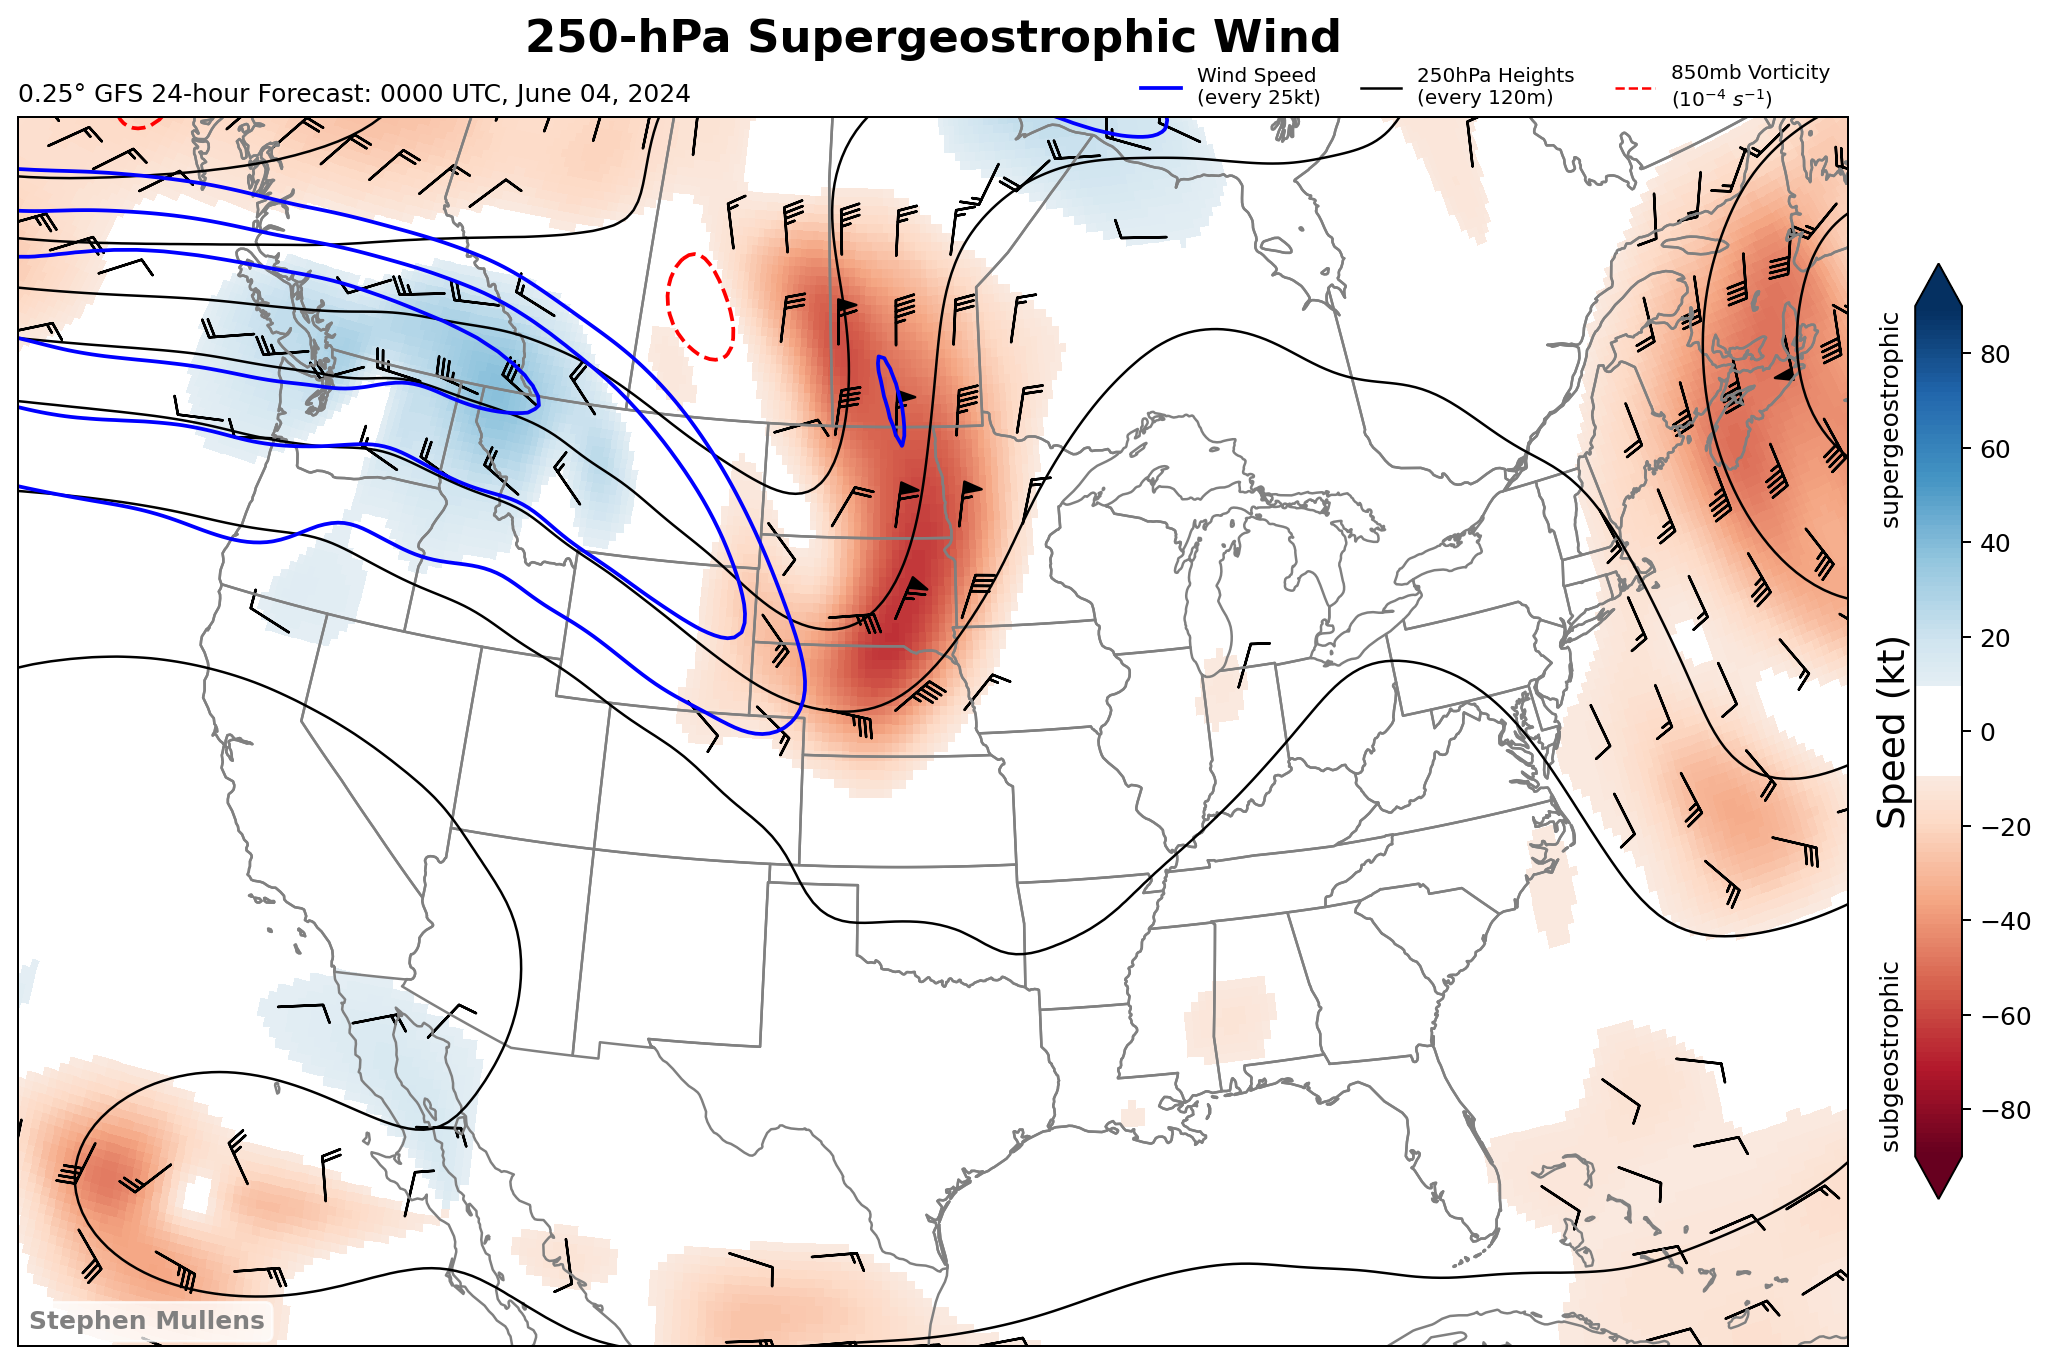 250-hPa Supergeostrophic Wind
0.25° GFS 24-hour Forecast: 0000 UTC, June 04, 2024
Wind Speed
(every 25kt)
250hPa Heights
(every 120m)
850mb Vorticity
(10⁻⁴ s⁻¹)
supergeostrophic
Speed (kt)
subgeostrophic
80
60
40
20
0
−20
−40
−60
−80
Stephen Mullens